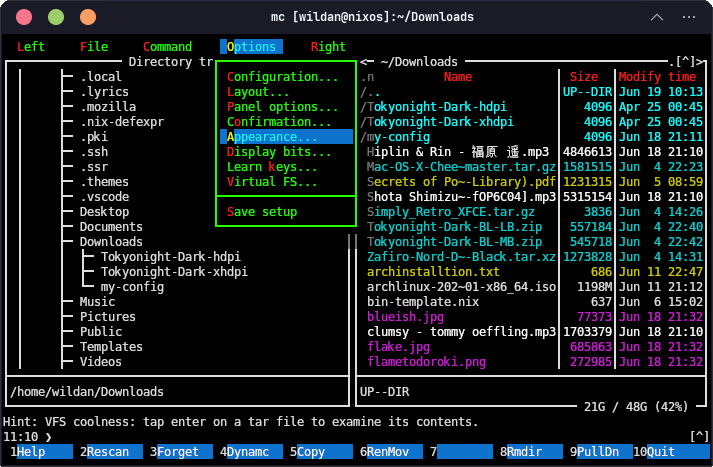 mc [wildan@nixos]:~/Downloads
Left File Command Options Right
Directory tr
<─ ~/Downloads .[^]>
.local
.lyrics
.mozilla
.nix-defexpr
.pki
.ssh
.ssr
.themes
.vscode
Desktop
Documents
Downloads
Tokyonight-Dark-hdpi
Tokyonight-Dark-xhdpi
my-config
Music
Pictures
Public
Templates
Videos
/home/wildan/Downloads
Configuration...
Layout...
Panel options...
Confirmation...
Appearance...
Display bits...
Learn keys...
Virtual FS...
Save setup
.n Name Size Modify time
/.. UP--DIR Jun 19 10:13
/Tokyonight-Dark-hdpi 4096 Apr 25 00:45
/Tokyonight-Dark-xhdpi 4096 Apr 25 00:45
/my-config 4096 Jun 18 21:11
Hiplin & Rin - 福原 遥.mp3 4846613 Jun 18 21:10
Mac-OS-X-Chee~master.tar.gz 1581515 Jun 4 22:23
Secrets of Po~-Library).pdf 1231315 Jun 5 08:59
Shota Shimizu~-fOP6C04].mp3 5315154 Jun 18 21:10
Simply_Retro_XFCE.tar.gz 3836 Jun 4 14:26
Tokyonight-Dark-BL-LB.zip 557184 Jun 4 22:40
Tokyonight-Dark-BL-MB.zip 545718 Jun 4 22:42
Zafiro-Nord-D~-Black.tar.xz 1273828 Jun 4 14:31
archinstalltion.txt 686 Jun 11 22:47
archlinux-202~01-x86_64.iso 1198M Jun 11 21:12
bin-template.nix 637 Jun 6 15:02
blueish.jpg 77373 Jun 18 21:32
clumsy - tommy oeffling.mp3 1703379 Jun 18 21:10
flake.jpg 685863 Jun 18 21:32
flametodoroki.png 272985 Jun 18 21:32
UP--DIR
21G / 48G (42%)
Hint: VFS coolness: tap enter on a tar file to examine its contents.
11:10 ❯ [^]
1Help 2Rescan 3Forget 4Dynamc 5Copy 6RenMov 7 8Rmdir 9PullDn 10Quit